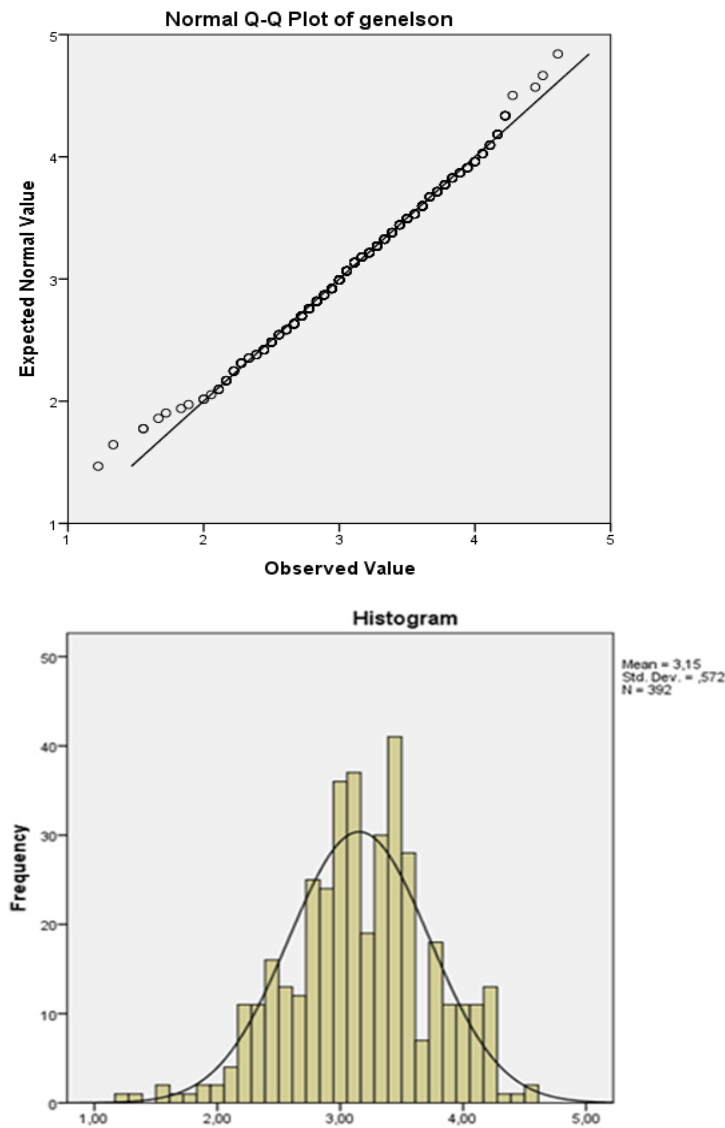 Normal Q-Q Plot of genelson
5
4
3
2
1
Expected Normal Value
1 2 3 4 5
Observed Value
Histogram
Mean = 3,15
Std. Dev. = ,572
N = 392
50
40
30
20
10
0
Frequency
1,00 2,00 3,00 4,00 5,00